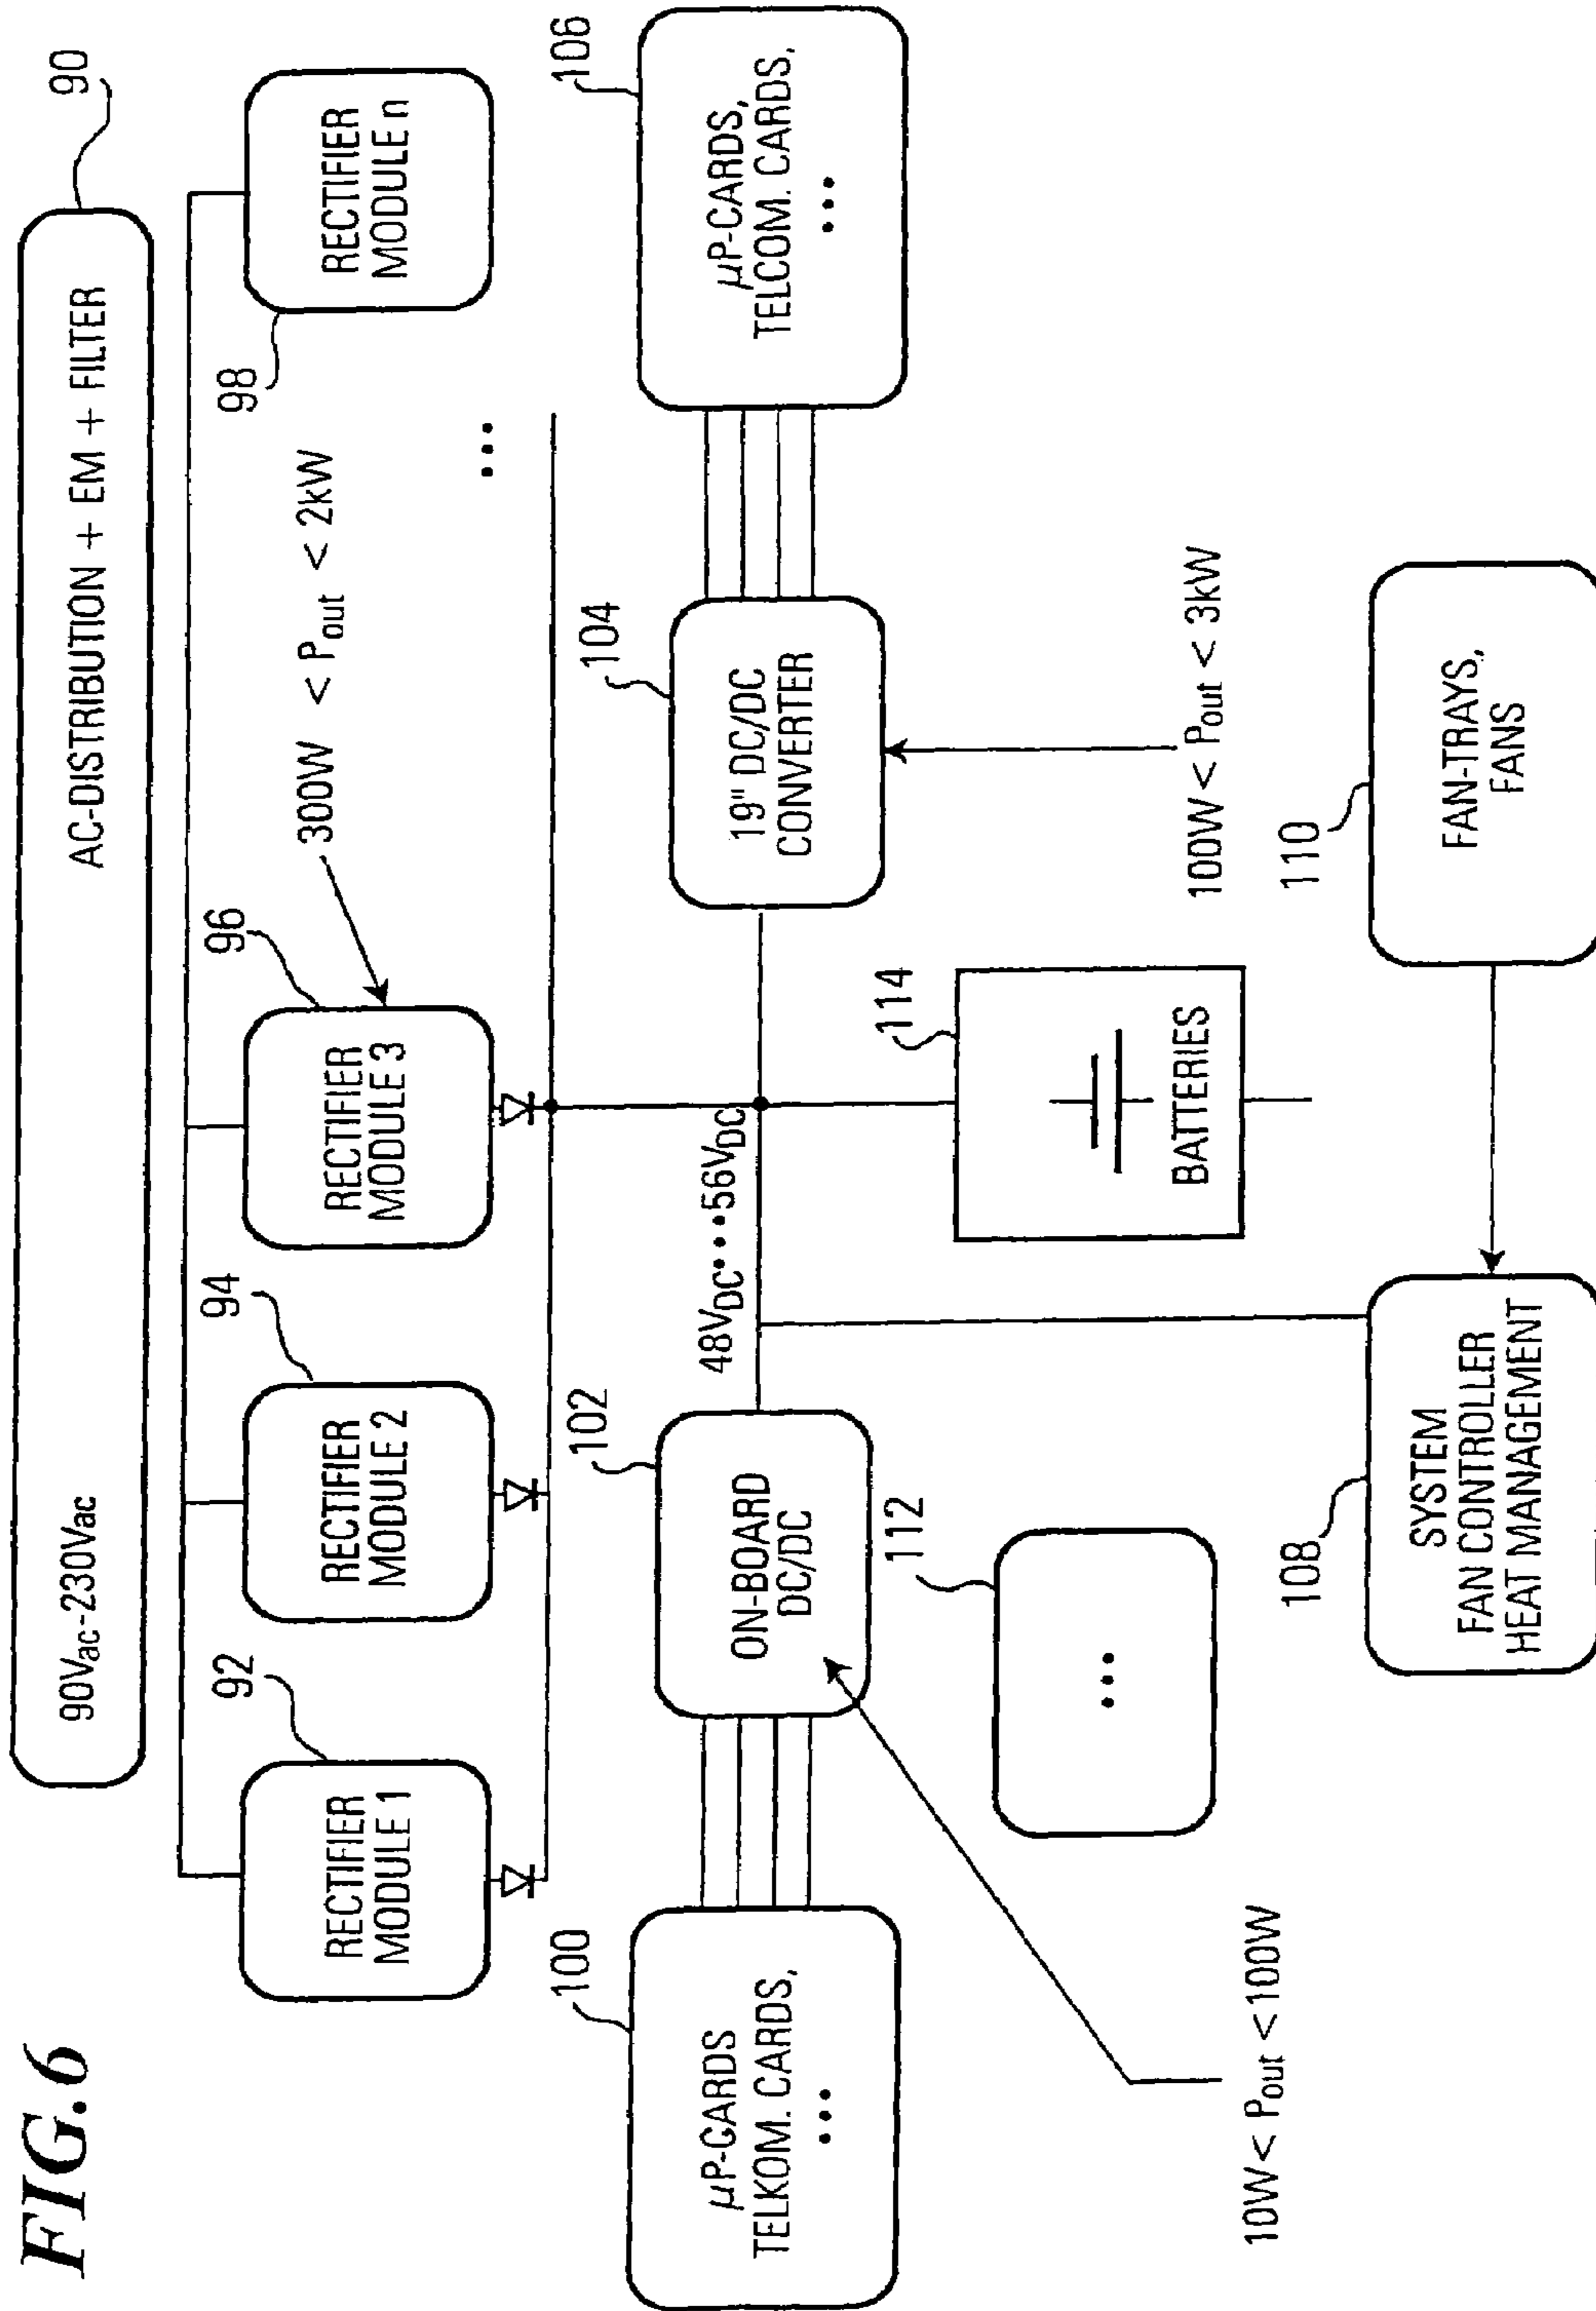 FIG.6
90
90Vac-230Vac
AC-DISTRIBUTION + EM + FILTER
92
94
96
98
RECTIFIER
MODULE 1
RECTIFIER
MODULE 2
RECTIFIER
MODULE 3
RECTIFIER
MODULE n
300W < Pout < 2kW
•••
100
102
104
106
μP-CARDS
TELKOM. CARDS,
•••
ON-BOARD
DC/DC
48VDC•••56VDC
19" DC/DC
CONVERTER
μP-CARDS,
TELCOM. CARDS,
•••
112
•••
114
BATTERIES
10W < Pout <100W
100W < Pout < 3kW
108
SYSTEM
FAN CONTROLLER
HEAT MANAGEMENT
110
FAN-TRAYS,
FANS